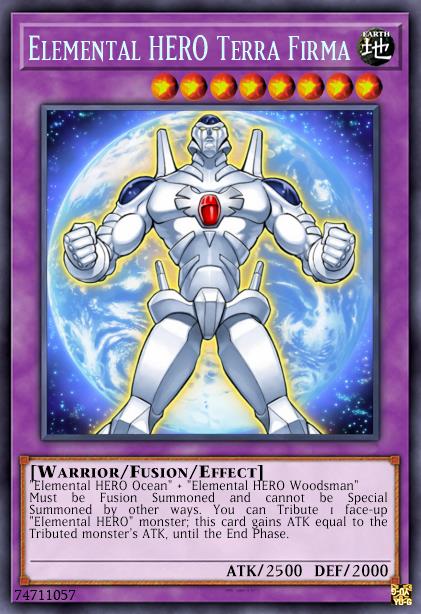 Elemental HERO Terra Firma
EARTH
地
[Warrior/Fusion/Effect]
"Elemental HERO Ocean" + "Elemental HERO Woodsman"
Must be Fusion Summoned and cannot be Special
Summoned by other ways. You can Tribute 1 face-up
"Elemental HERO" monster; this card gains ATK equal to the
Tributed monster's ATK, until the End Phase.
ATK/2500 DEF/2000
74711057